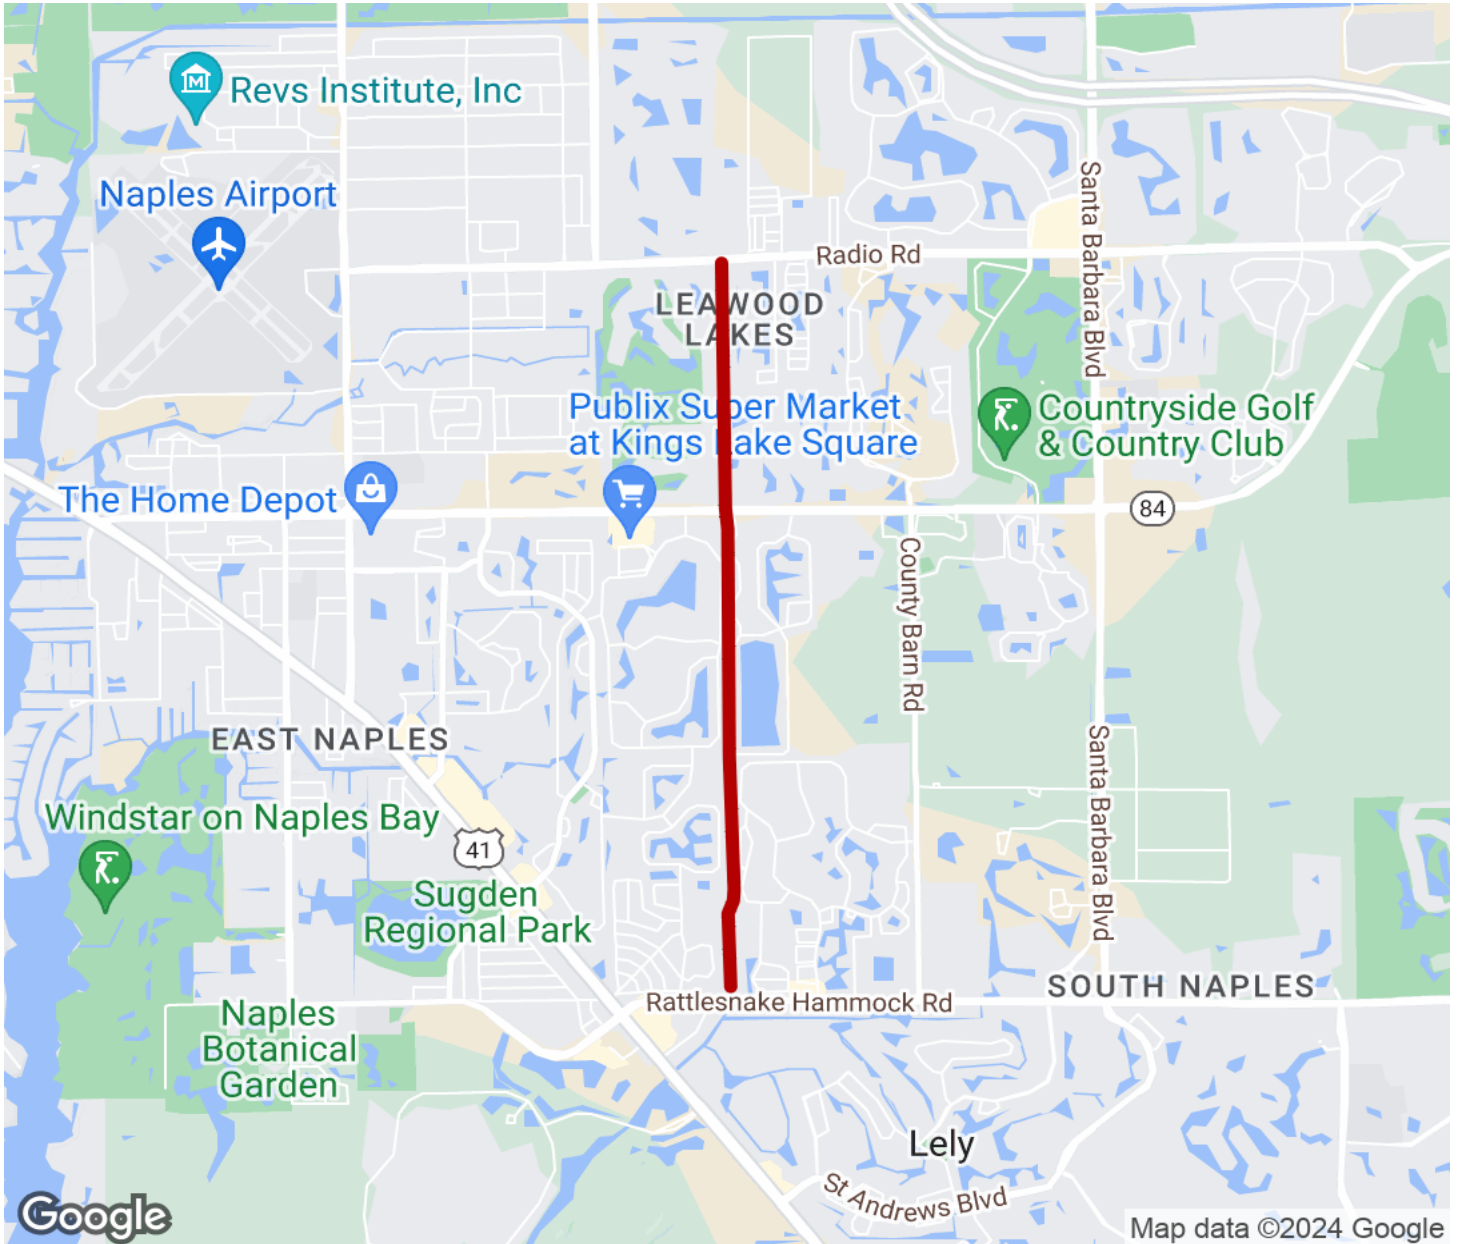 Revs Institute, Inc
Naples Airport
Santa Barbara Blvd
Radio Rd
LEAWOOD
LAKES
Publix Super Market
at Kings Lake Square
Countryside Golf
& Country Club
The Home Depot
84
County Barn Rd
EAST NAPLES
Santa Barbara Blvd
Windstar on Naples Bay
41
Sugden
Regional Park
SOUTH NAPLES
Rattlesnake Hammock Rd
Naples
Botanical
Garden
Lely
St Andrews Blvd
Google
Map data ©2024 Google